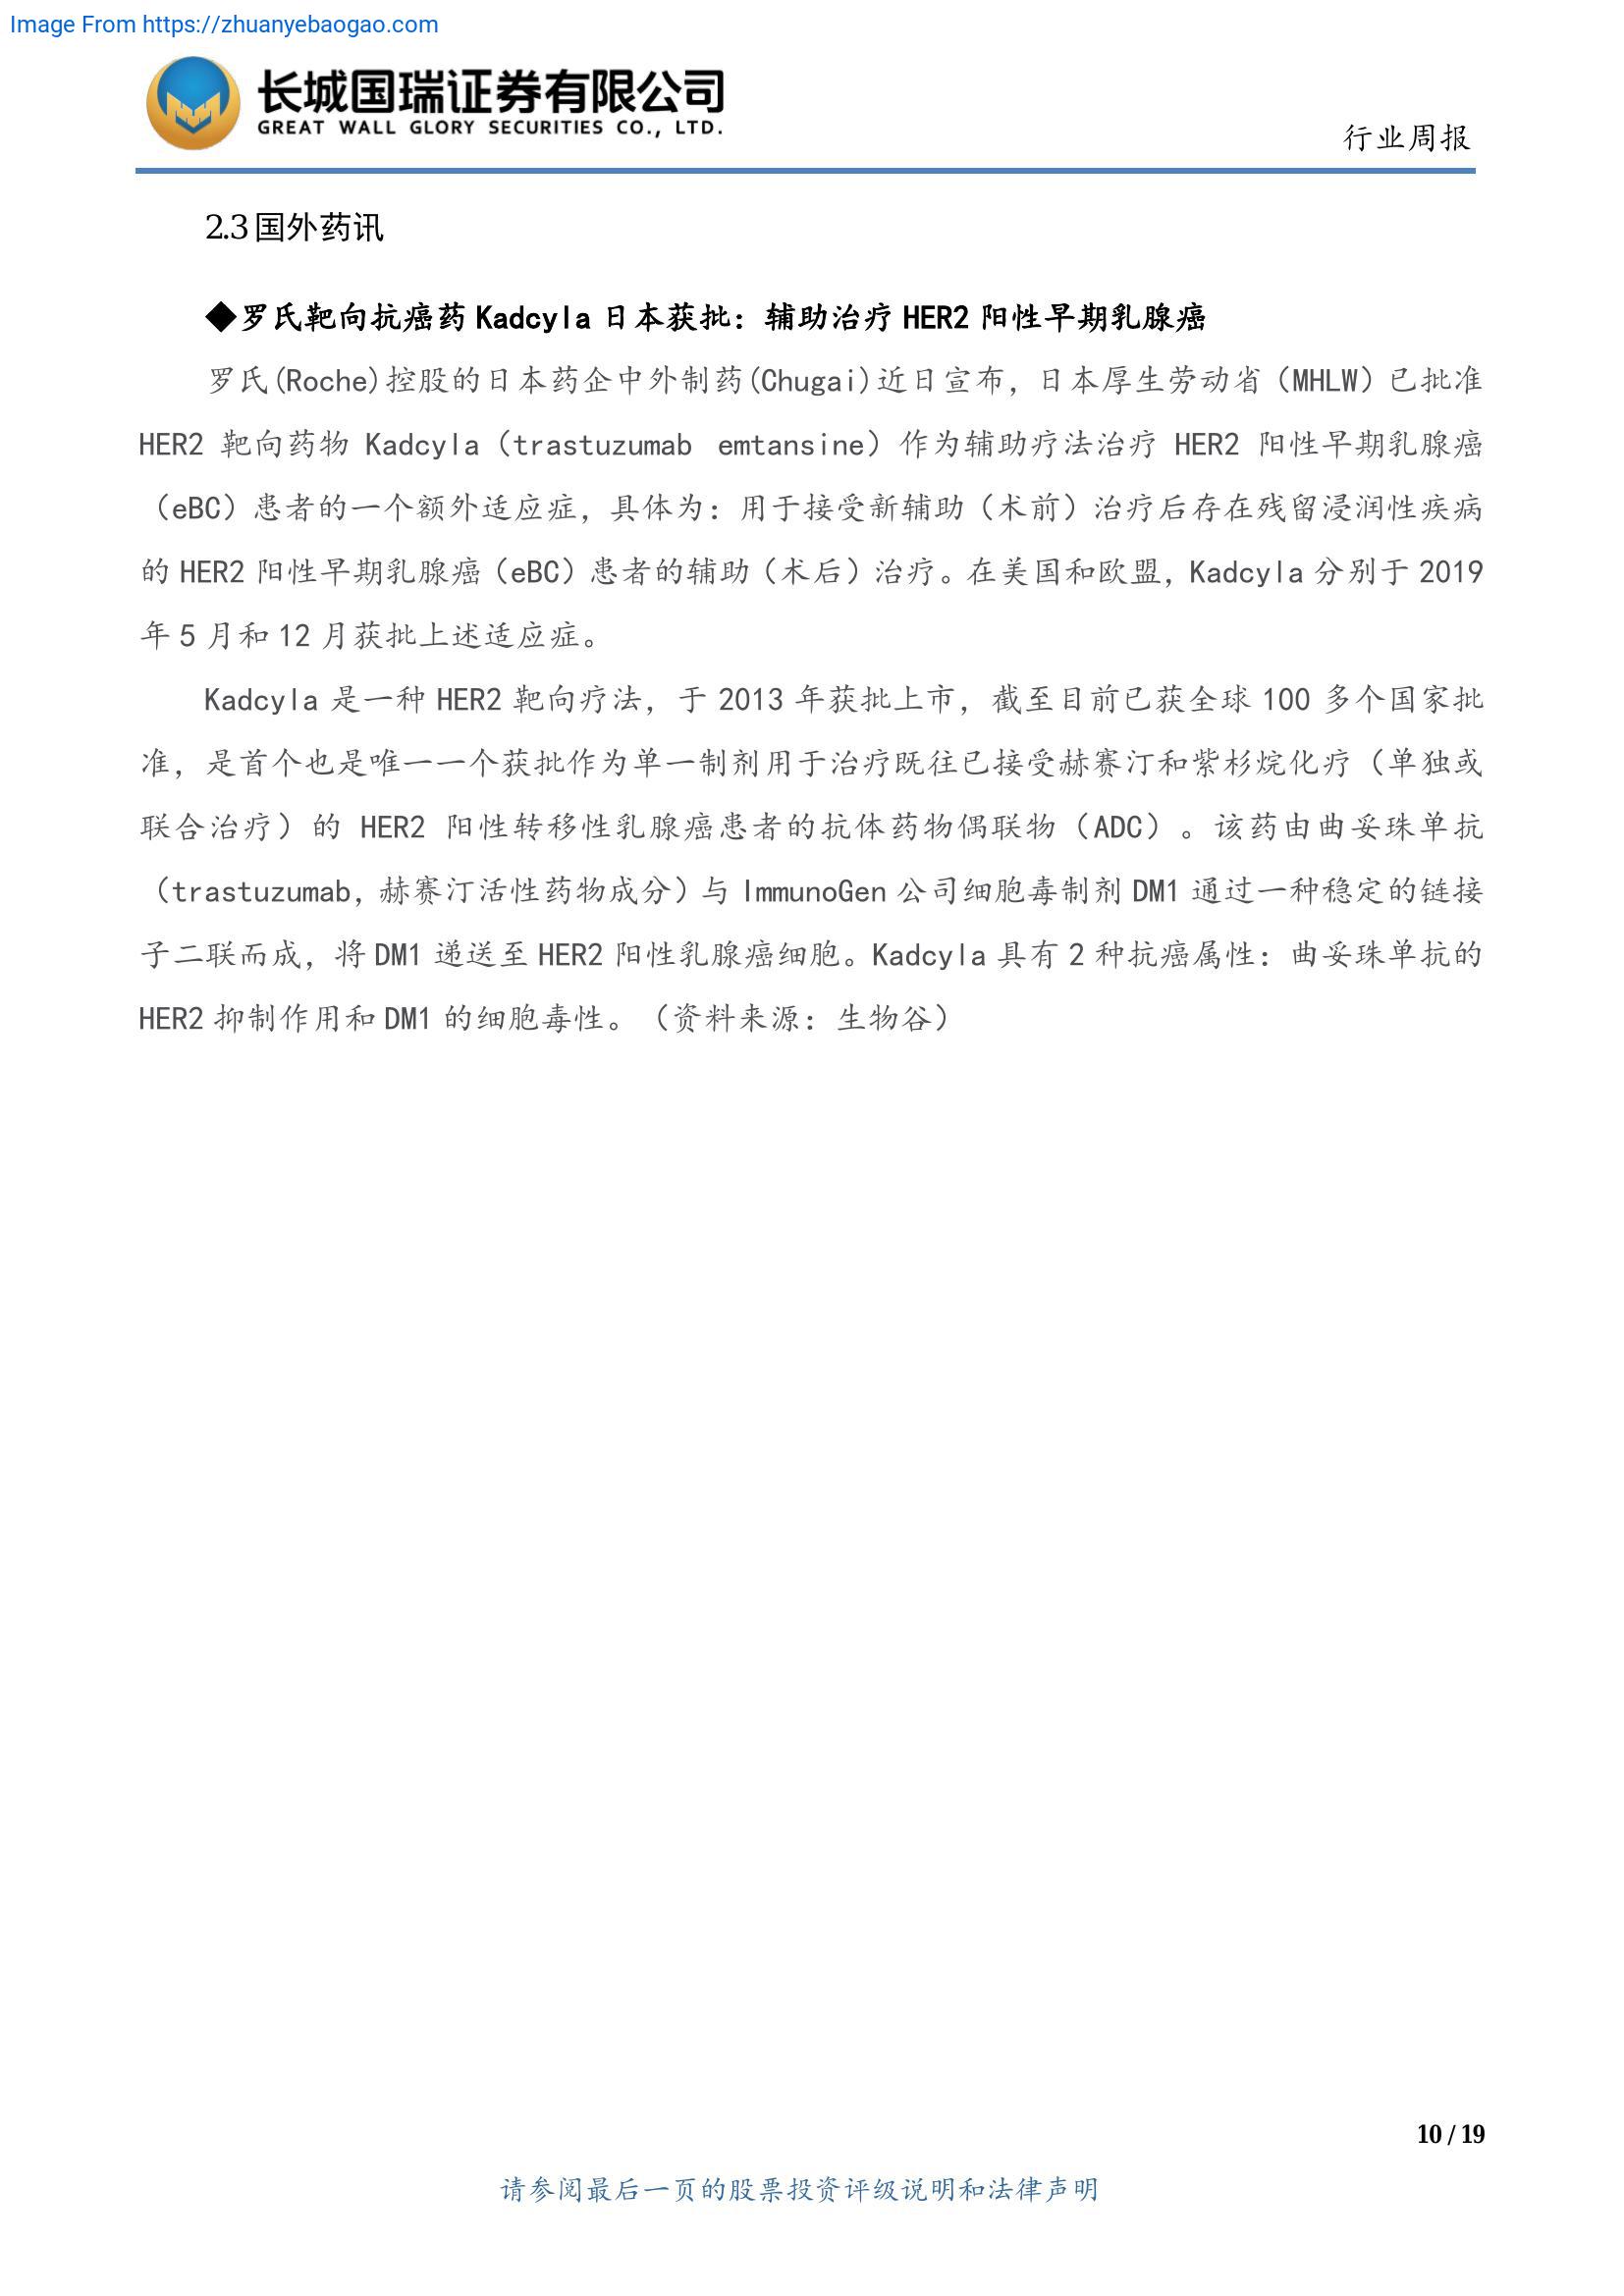 Image From https://zhuanyebaogao.com
长城国瑞证券有限公司
GREAT WALL GLORY SECURITIES CO., LTD.
行业周报
2.3 国外药讯
◆罗氏靶向抗癌药 Kadcyla 日本获批：辅助治疗 HER2 阳性早期乳腺癌
罗氏(Roche)控股的日本药企中外制药(Chugai)近日宣布，日本厚生劳动省（MHLW）已批准
HER2 靶向药物 Kadcyla（trastuzumab emtansine）作为辅助疗法治疗 HER2 阳性早期乳腺癌
（eBC）患者的一个额外适应症，具体为：用于接受新辅助（术前）治疗后存在残留浸润性疾病
的 HER2 阳性早期乳腺癌（eBC）患者的辅助（术后）治疗。在美国和欧盟，Kadcyla 分别于 2019
年 5 月和 12 月获批上述适应症。
Kadcyla 是一种 HER2 靶向疗法，于 2013 年获批上市，截至目前已获全球 100 多个国家批
准，是首个也是唯一一个获批作为单一制剂用于治疗既往已接受赫赛汀和紫杉烷化疗（单独或
联合治疗）的 HER2 阳性转移性乳腺癌患者的抗体药物偶联物（ADC）。该药由曲妥珠单抗
（trastuzumab，赫赛汀活性药物成分）与 ImmunoGen 公司细胞毒制剂 DM1 通过一种稳定的链接
子二联而成，将 DM1 递送至 HER2 阳性乳腺癌细胞。Kadcyla 具有 2 种抗癌属性：曲妥珠单抗的
HER2 抑制作用和 DM1 的细胞毒性。（资料来源：生物谷）
10 / 19
请参阅最后一页的股票投资评级说明和法律声明